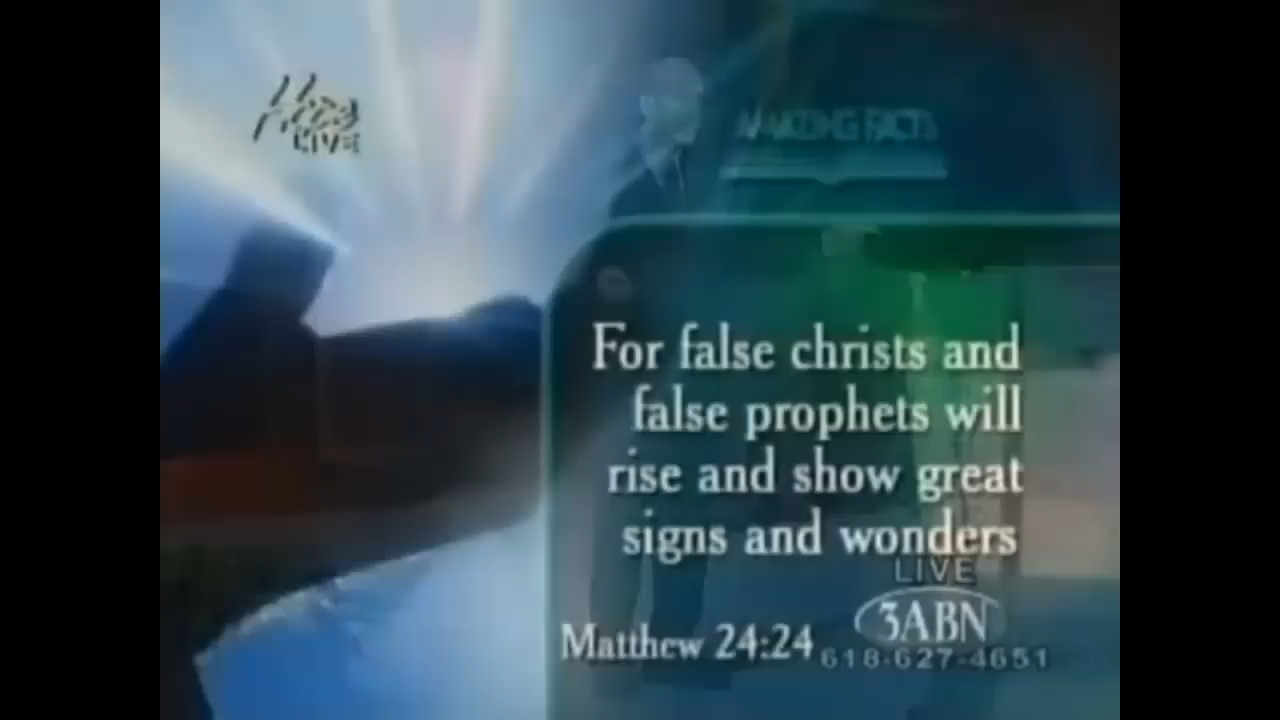 LIVE
AMAZING FACTS
For false christs and
false prophets will
rise and show great
signs and wonders
LIVE
3ABN
Matthew 24:24
618-627-4651